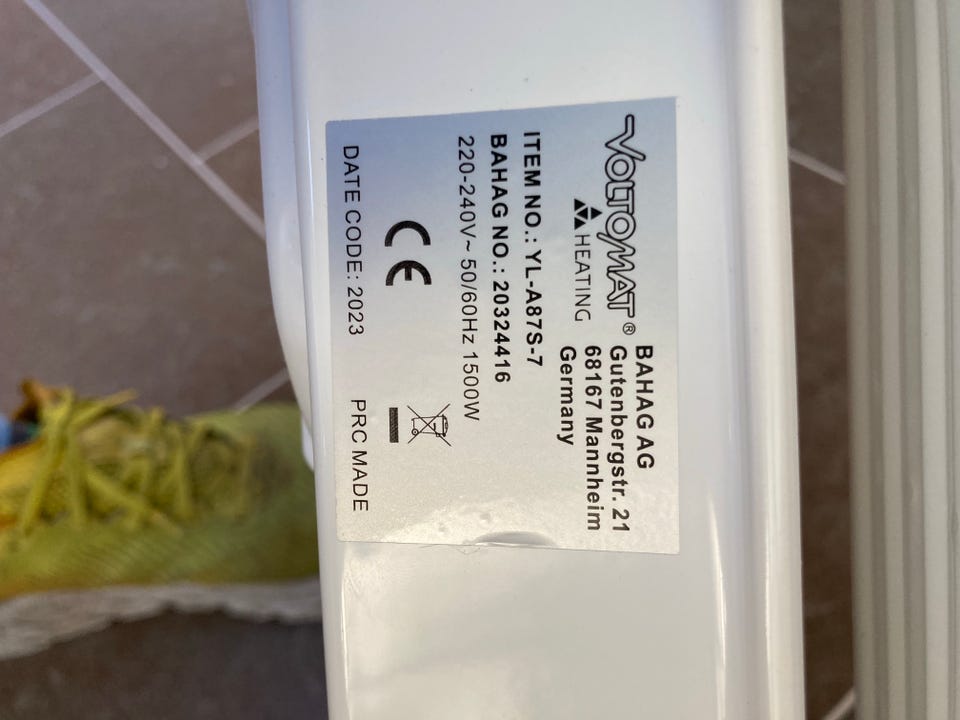 VOLTOMAT®
HEATING
BAHAG AG
Gutenbergstr. 21
68167 Mannheim
Germany
ITEM NO.: YL-A87S-7
BAHAG NO.: 20324416
220-240V~ 50/60Hz 1500W
CE
DATE CODE: 2023
PRC MADE